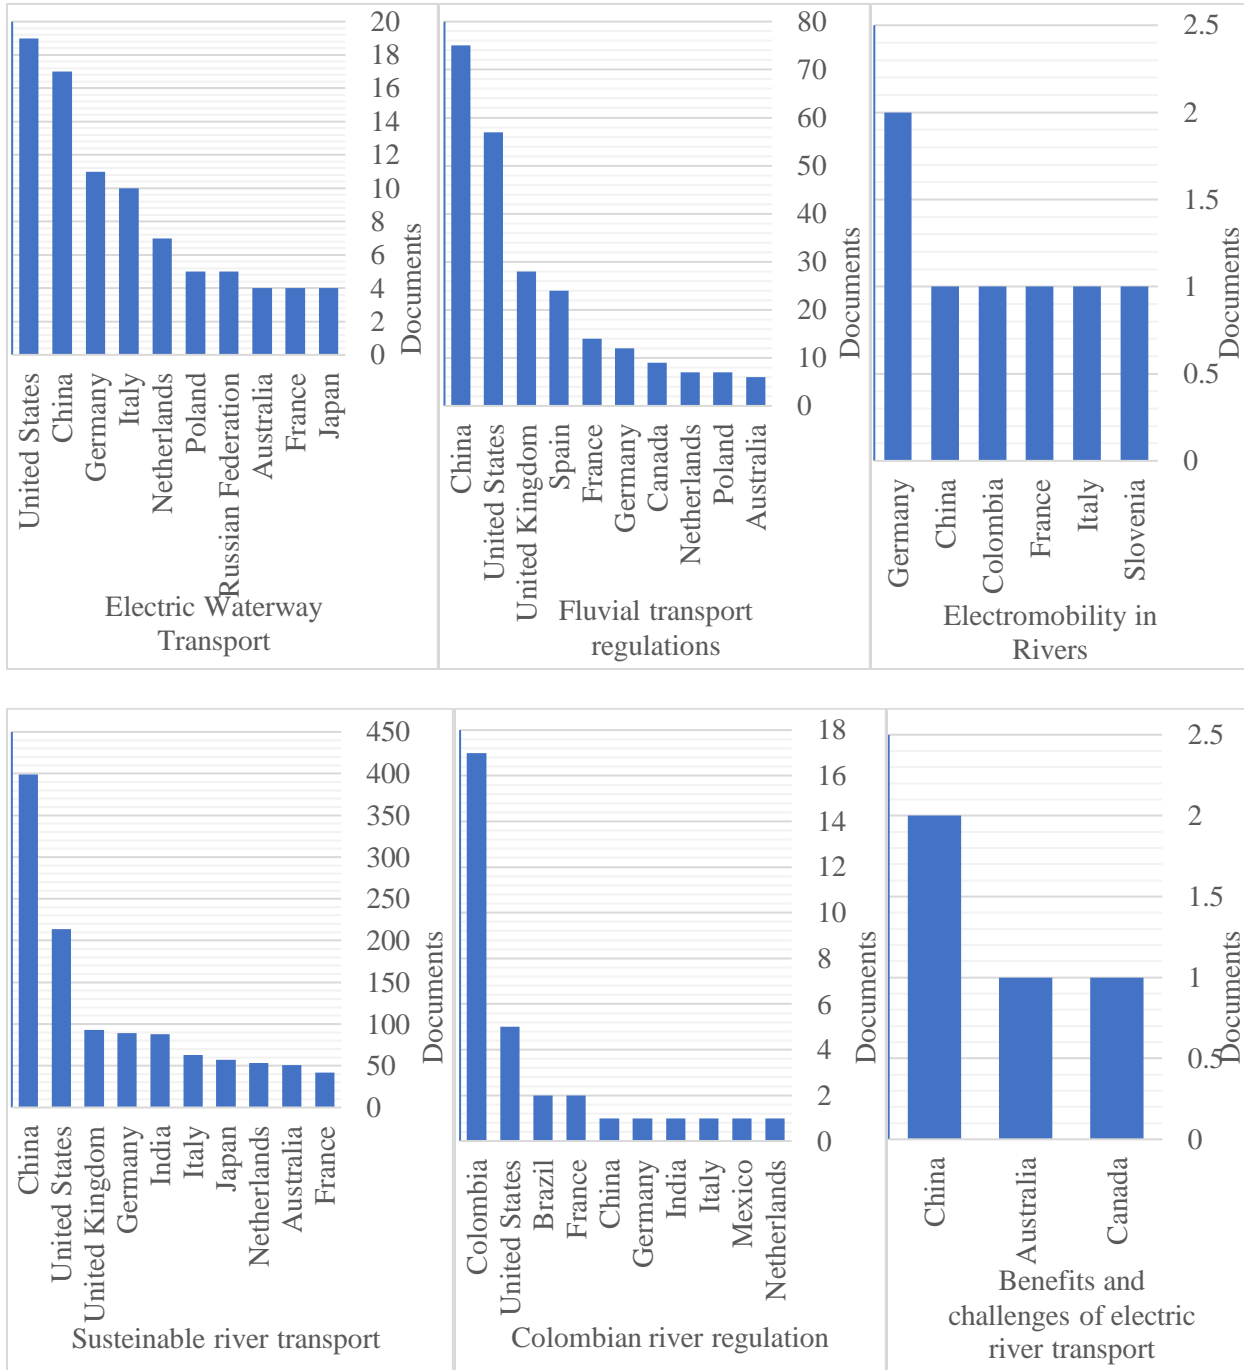 20
18
16
14
12
10
8
6
4
2
0
Documents
United States
China
Germany
Italy
Netherlands
Poland
Russian Federation
Australia
France
Japan
Electric Waterway
Transport
80
70
60
50
40
30
20
10
0
Documents
China
United States
United Kingdom
Spain
France
Germany
Canada
Netherlands
Poland
Australia
Fluvial transport
regulations
2.5
2
1.5
1
0.5
0
Documents
Germany
China
Colombia
France
Italy
Slovenia
Electromobility in
Rivers
450
400
350
300
250
200
150
100
50
0
Documents
China
United States
United Kingdom
Germany
India
Italy
Japan
Netherlands
Australia
France
Susteinable river transport
18
16
14
12
10
8
6
4
2
0
Documents
Colombia
United States
Brazil
France
China
Germany
India
Italy
Mexico
Netherlands
Colombian river regulation
2.5
2
1.5
1
0.5
0
Documents
China
Australia
Canada
Benefits and
challenges of electric
river transport